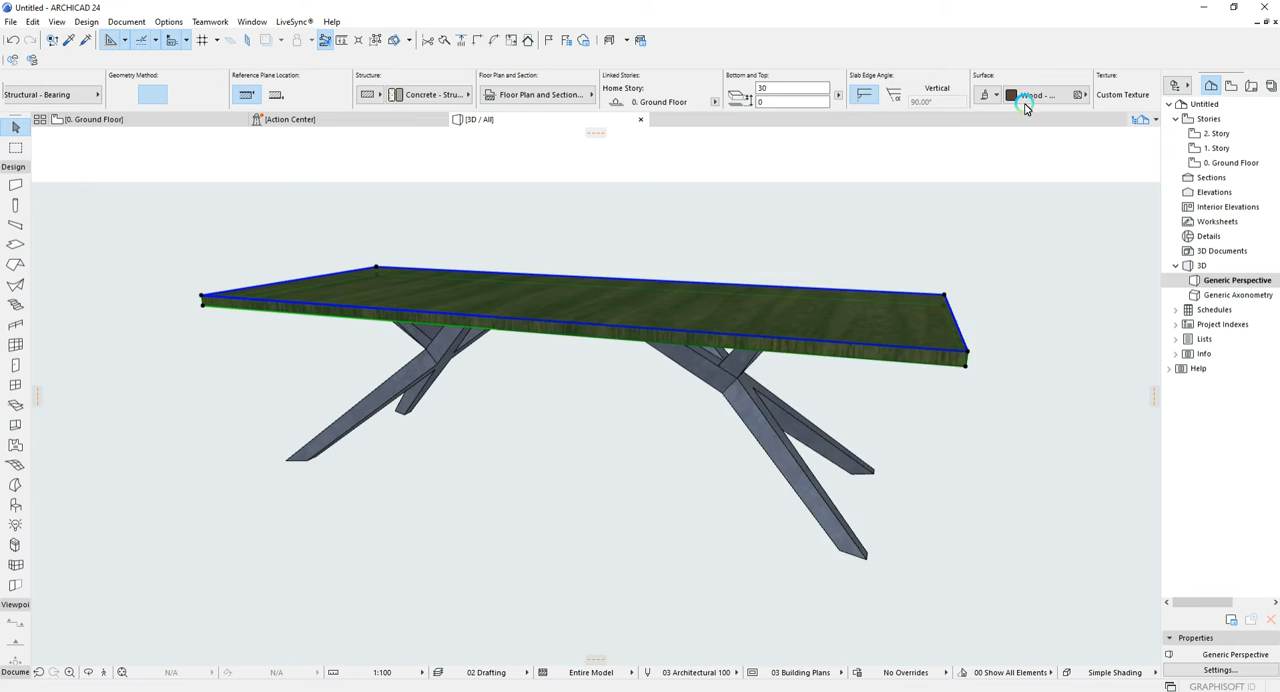 Untitled - ARCHICAD 24
File Edit View Design Document Options Teamwork Window LiveSync® Help
Geometry Method: Reference Plane Location: Structure: Floor Plan and Section: Linked Stories: Bottom and Top: Slab Edge Angle: Surface: Texture:
Structural - Bearing Concrete - Stru... Floor Plan and Section... Home Story: 0. Ground Floor 30 0 Vertical 90.00° Wood - ... Custom Texture
[0. Ground Floor] [Action Center] [3D / All]
Design
Viewpoi
Docume
Untitled
Stories
2. Story
1. Story
0. Ground Floor
Sections
Elevations
Interior Elevations
Worksheets
Details
3D Documents
3D
Generic Perspective
Generic Axonometry
Schedules
Project Indexes
Lists
Info
Help
Properties
Generic Perspective
Settings...
N/A N/A 1:100 02 Drafting Entire Model 03 Architectural 100 03 Building Plans No Overrides 00 Show All Elements Simple Shading
GRAPHISOFT ID